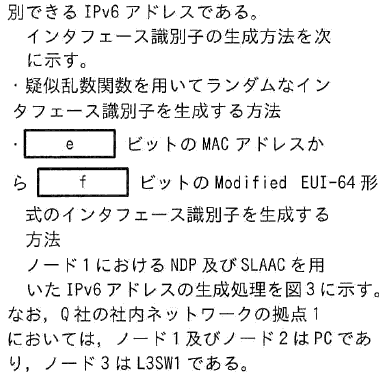 別できる IPv6 アドレスである。
インタフェース識別子の生成方法を次
に示す。
・疑似乱数関数を用いてランダムなイン
タフェース識別子を生成する方法
・ e ビットの MAC アドレスか
ら f ビットの Modified EUI-64 形
式のインタフェース識別子を生成する
方法
ノード1における NDP 及び SLAAC を用
いた IPv6 アドレスの生成処理を図3に示す。
なお，Q社の社内ネットワークの拠点1
においては，ノード1及びノード2は PC であ
り，ノード3は L3SW1 である。